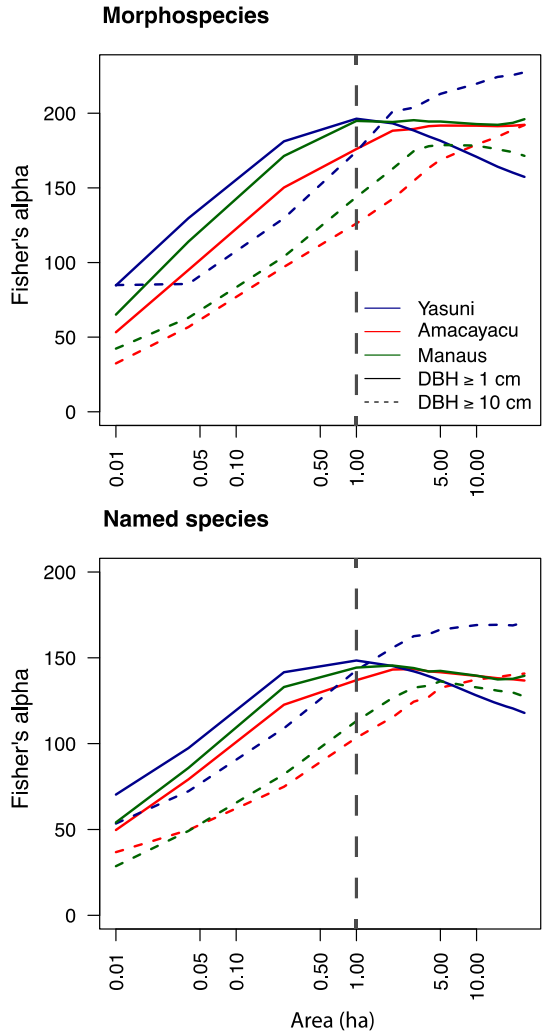 Morphospecies
Fisher's alpha
200
150
100
50
0
Yasuni
Amacayacu
Manaus
DBH ≥ 1 cm
DBH ≥ 10 cm
0.01
0.05
0.10
0.50
1.00
5.00
10.00
Named species
Fisher's alpha
200
150
100
50
0
0.01
0.05
0.10
0.50
1.00
5.00
10.00
Area (ha)